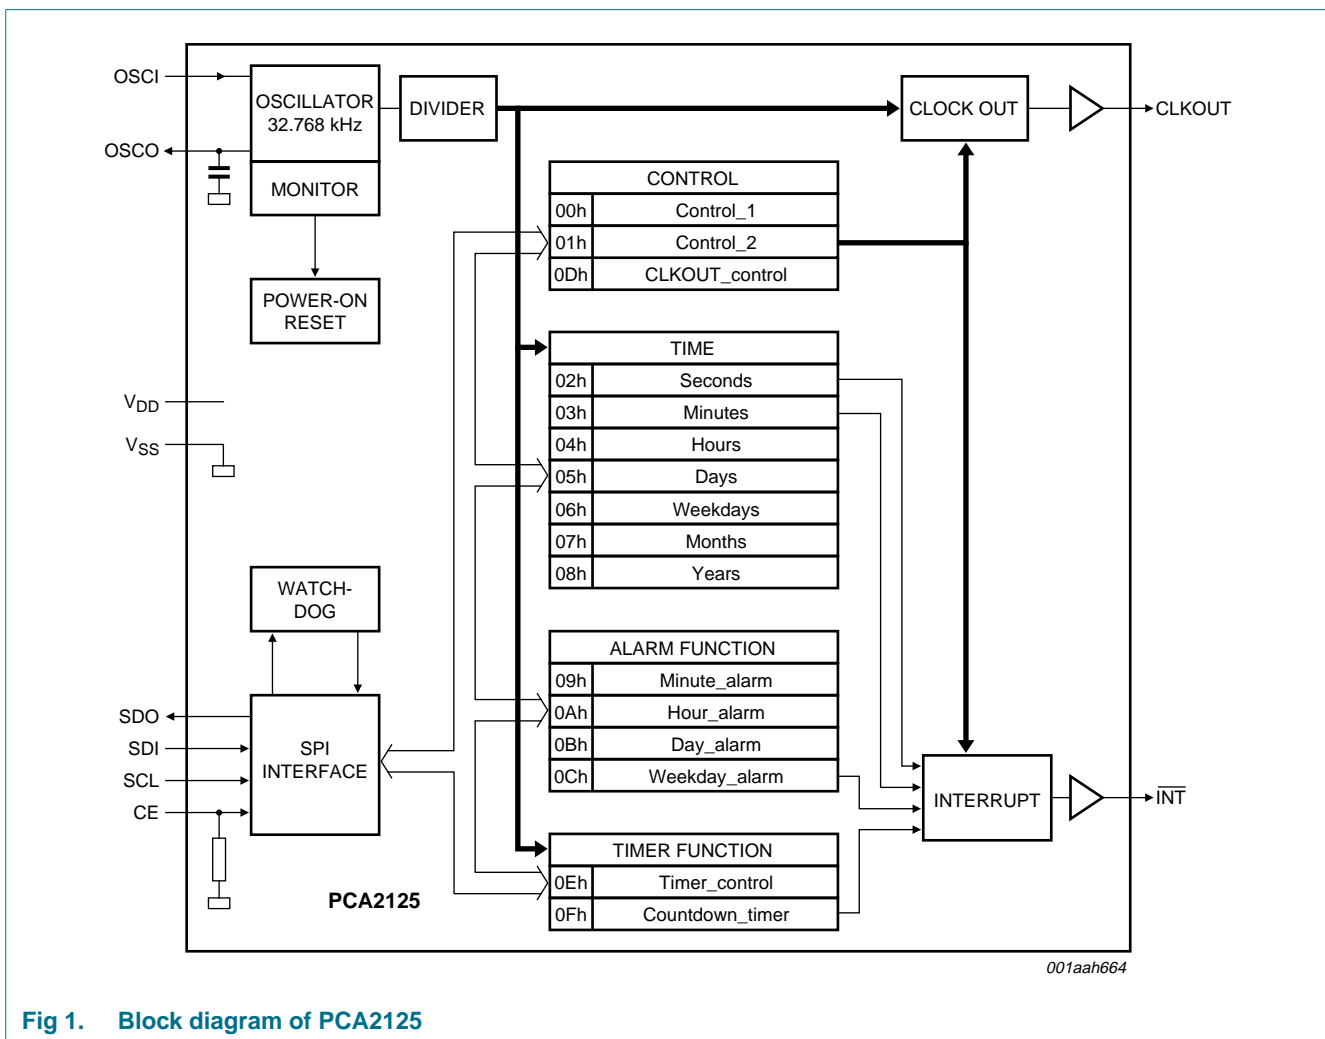 OSCI
OSCILLATOR
32.768 kHz
DIVIDER
CLOCK OUT
CLKOUT
OSCO
MONITOR
POWER-ON
RESET
CONTROL
00h Control_1
01h Control_2
0Dh CLKOUT_control
TIME
02h Seconds
03h Minutes
04h Hours
05h Days
06h Weekdays
07h Months
08h Years
VDD
VSS
WATCH-
DOG
ALARM FUNCTION
09h Minute_alarm
0Ah Hour_alarm
0Bh Day_alarm
0Ch Weekday_alarm
SDO
SDI
SCL
CE
SPI
INTERFACE
INTERRUPT
INT
TIMER FUNCTION
0Eh Timer_control
0Fh Countdown_timer
PCA2125
001aah664
Fig 1. Block diagram of PCA2125